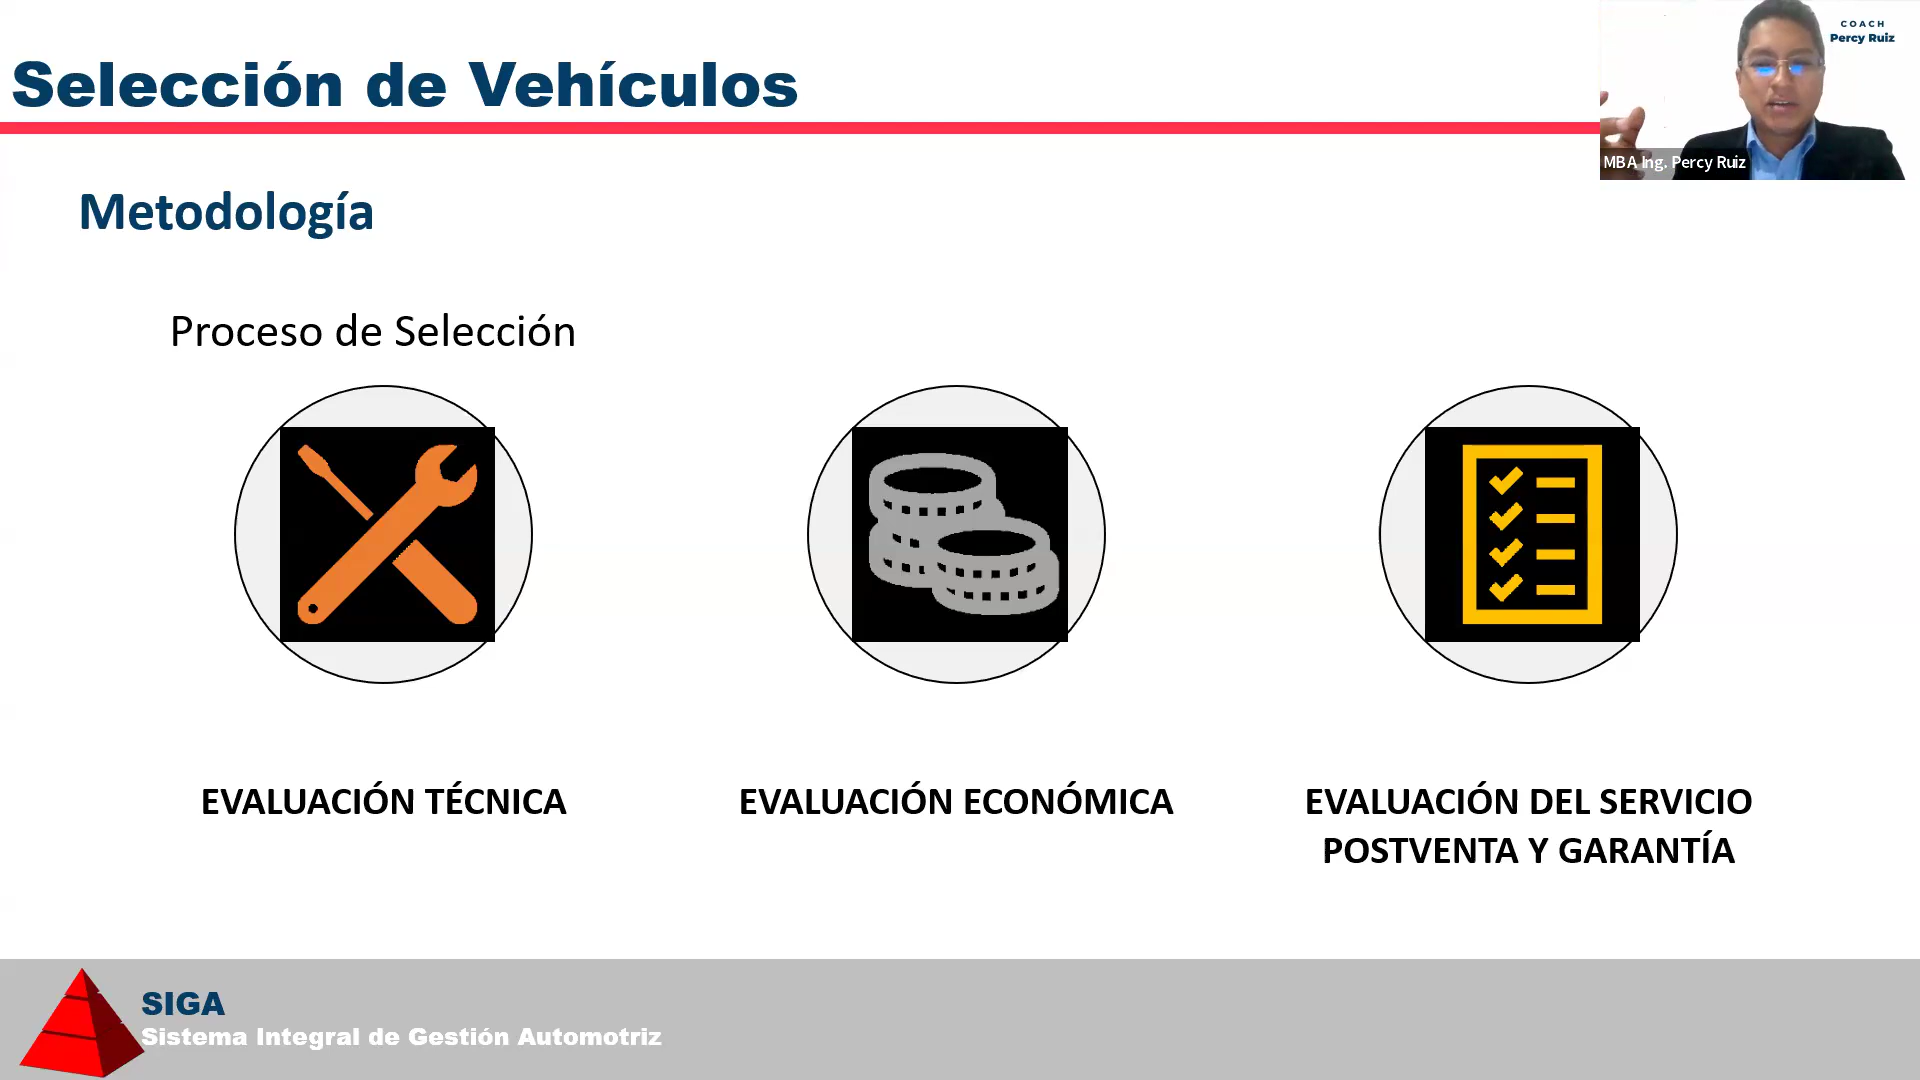 Selección de Vehículos
COACH
Percy Ruiz
MBA Ing. Percy Ruiz
Metodología
Proceso de Selección
EVALUACIÓN TÉCNICA
EVALUACIÓN ECONÓMICA
EVALUACIÓN DEL SERVICIO
POSTVENTA Y GARANTÍA
SIGA
Sistema Integral de Gestión Automotriz